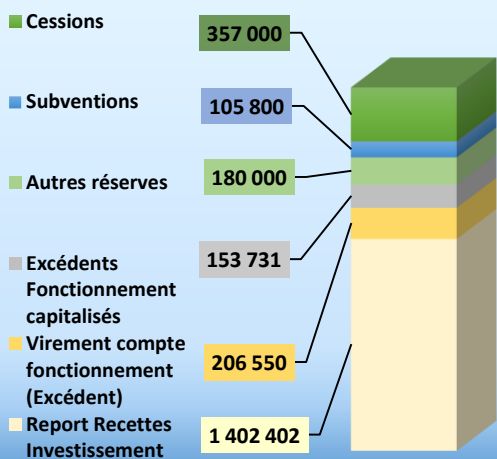 Cessions
357 000
Subventions
105 800
Autres réserves
180 000
Excédents
Fonctionnement
capitalisés
153 731
Virement compte
fonctionnement
(Excédent)
206 550
Report Recettes
Investissement
1 402 402